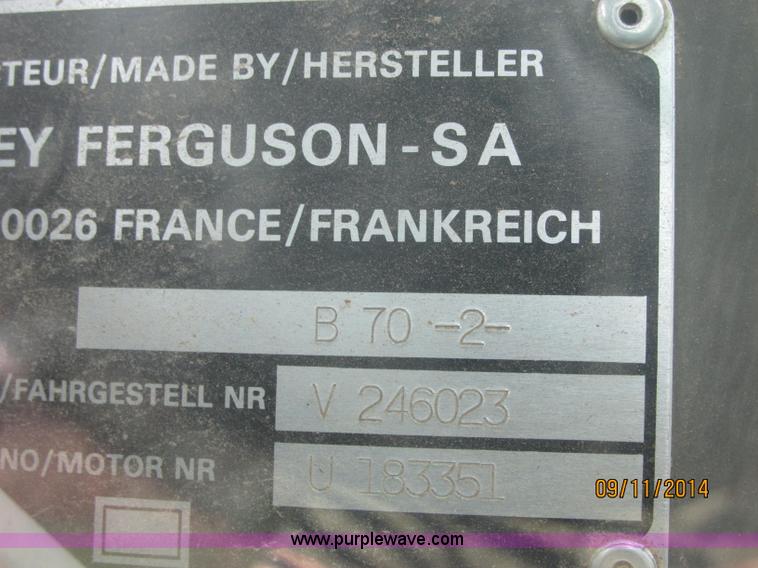 TEUR/MADE BY/HERSTELLER
EY FERGUSON-SA
0026 FRANCE/FRANKREICH
B 70 -2-
/FAHRGESTELL NR V 246023
NO/MOTOR NR U 183351
09/11/2014
www.purplewave.com